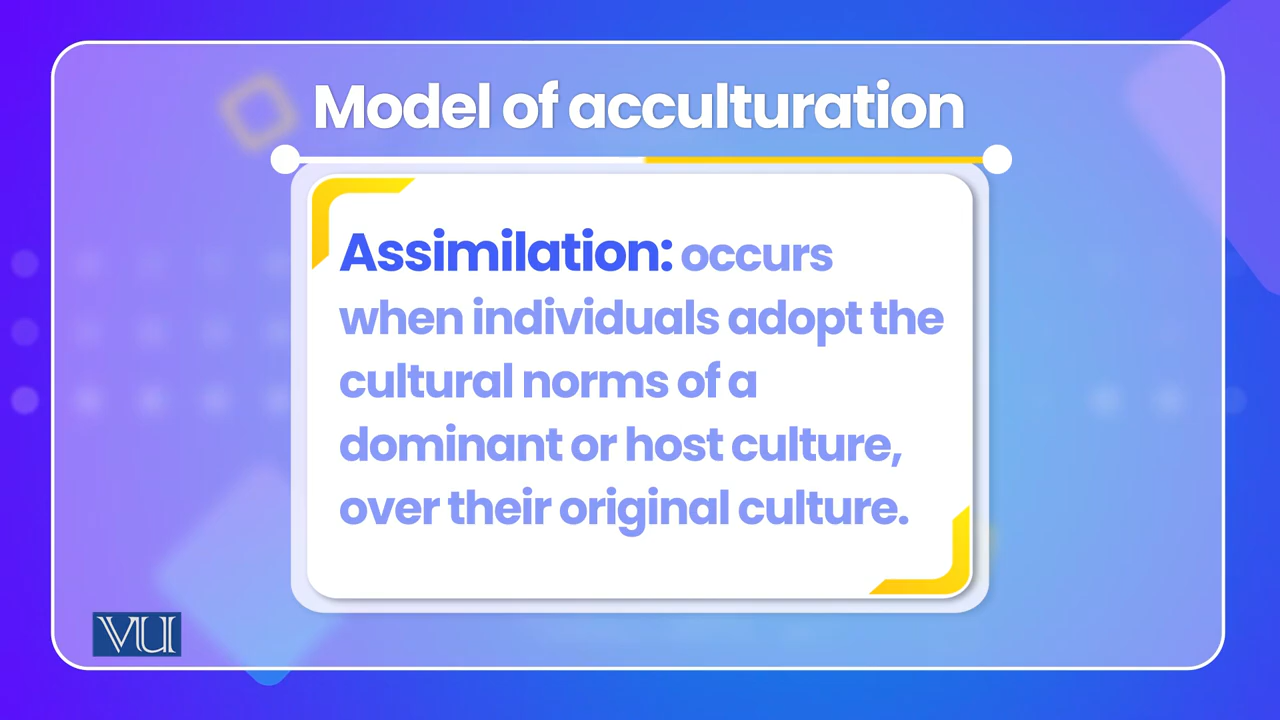 Model of acculturation
Assimilation: occurs
when individuals adopt the
cultural norms of a
dominant or host culture,
over their original culture.
VU